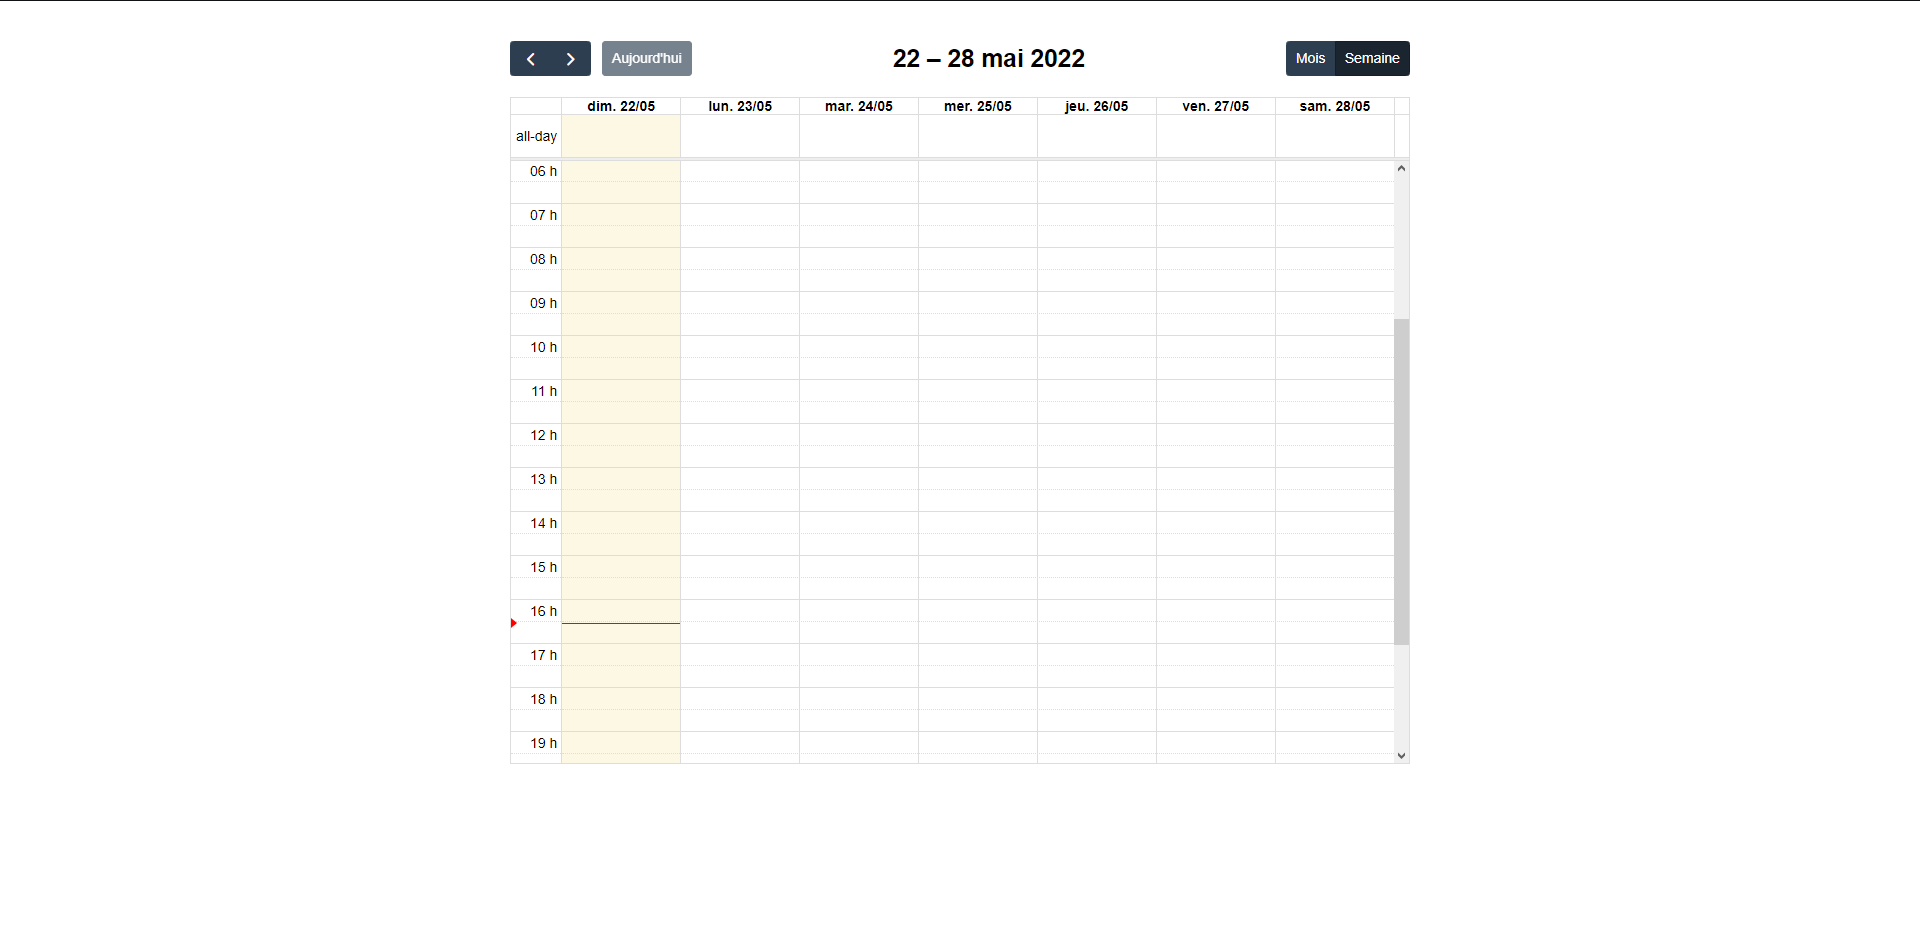 Aujourd'hui
22 – 28 mai 2022
Mois Semaine
dim. 22/05 lun. 23/05 mar. 24/05 mer. 25/05 jeu. 26/05 ven. 27/05 sam. 28/05
all-day
06 h
07 h
08 h
09 h
10 h
11 h
12 h
13 h
14 h
15 h
16 h
17 h
18 h
19 h